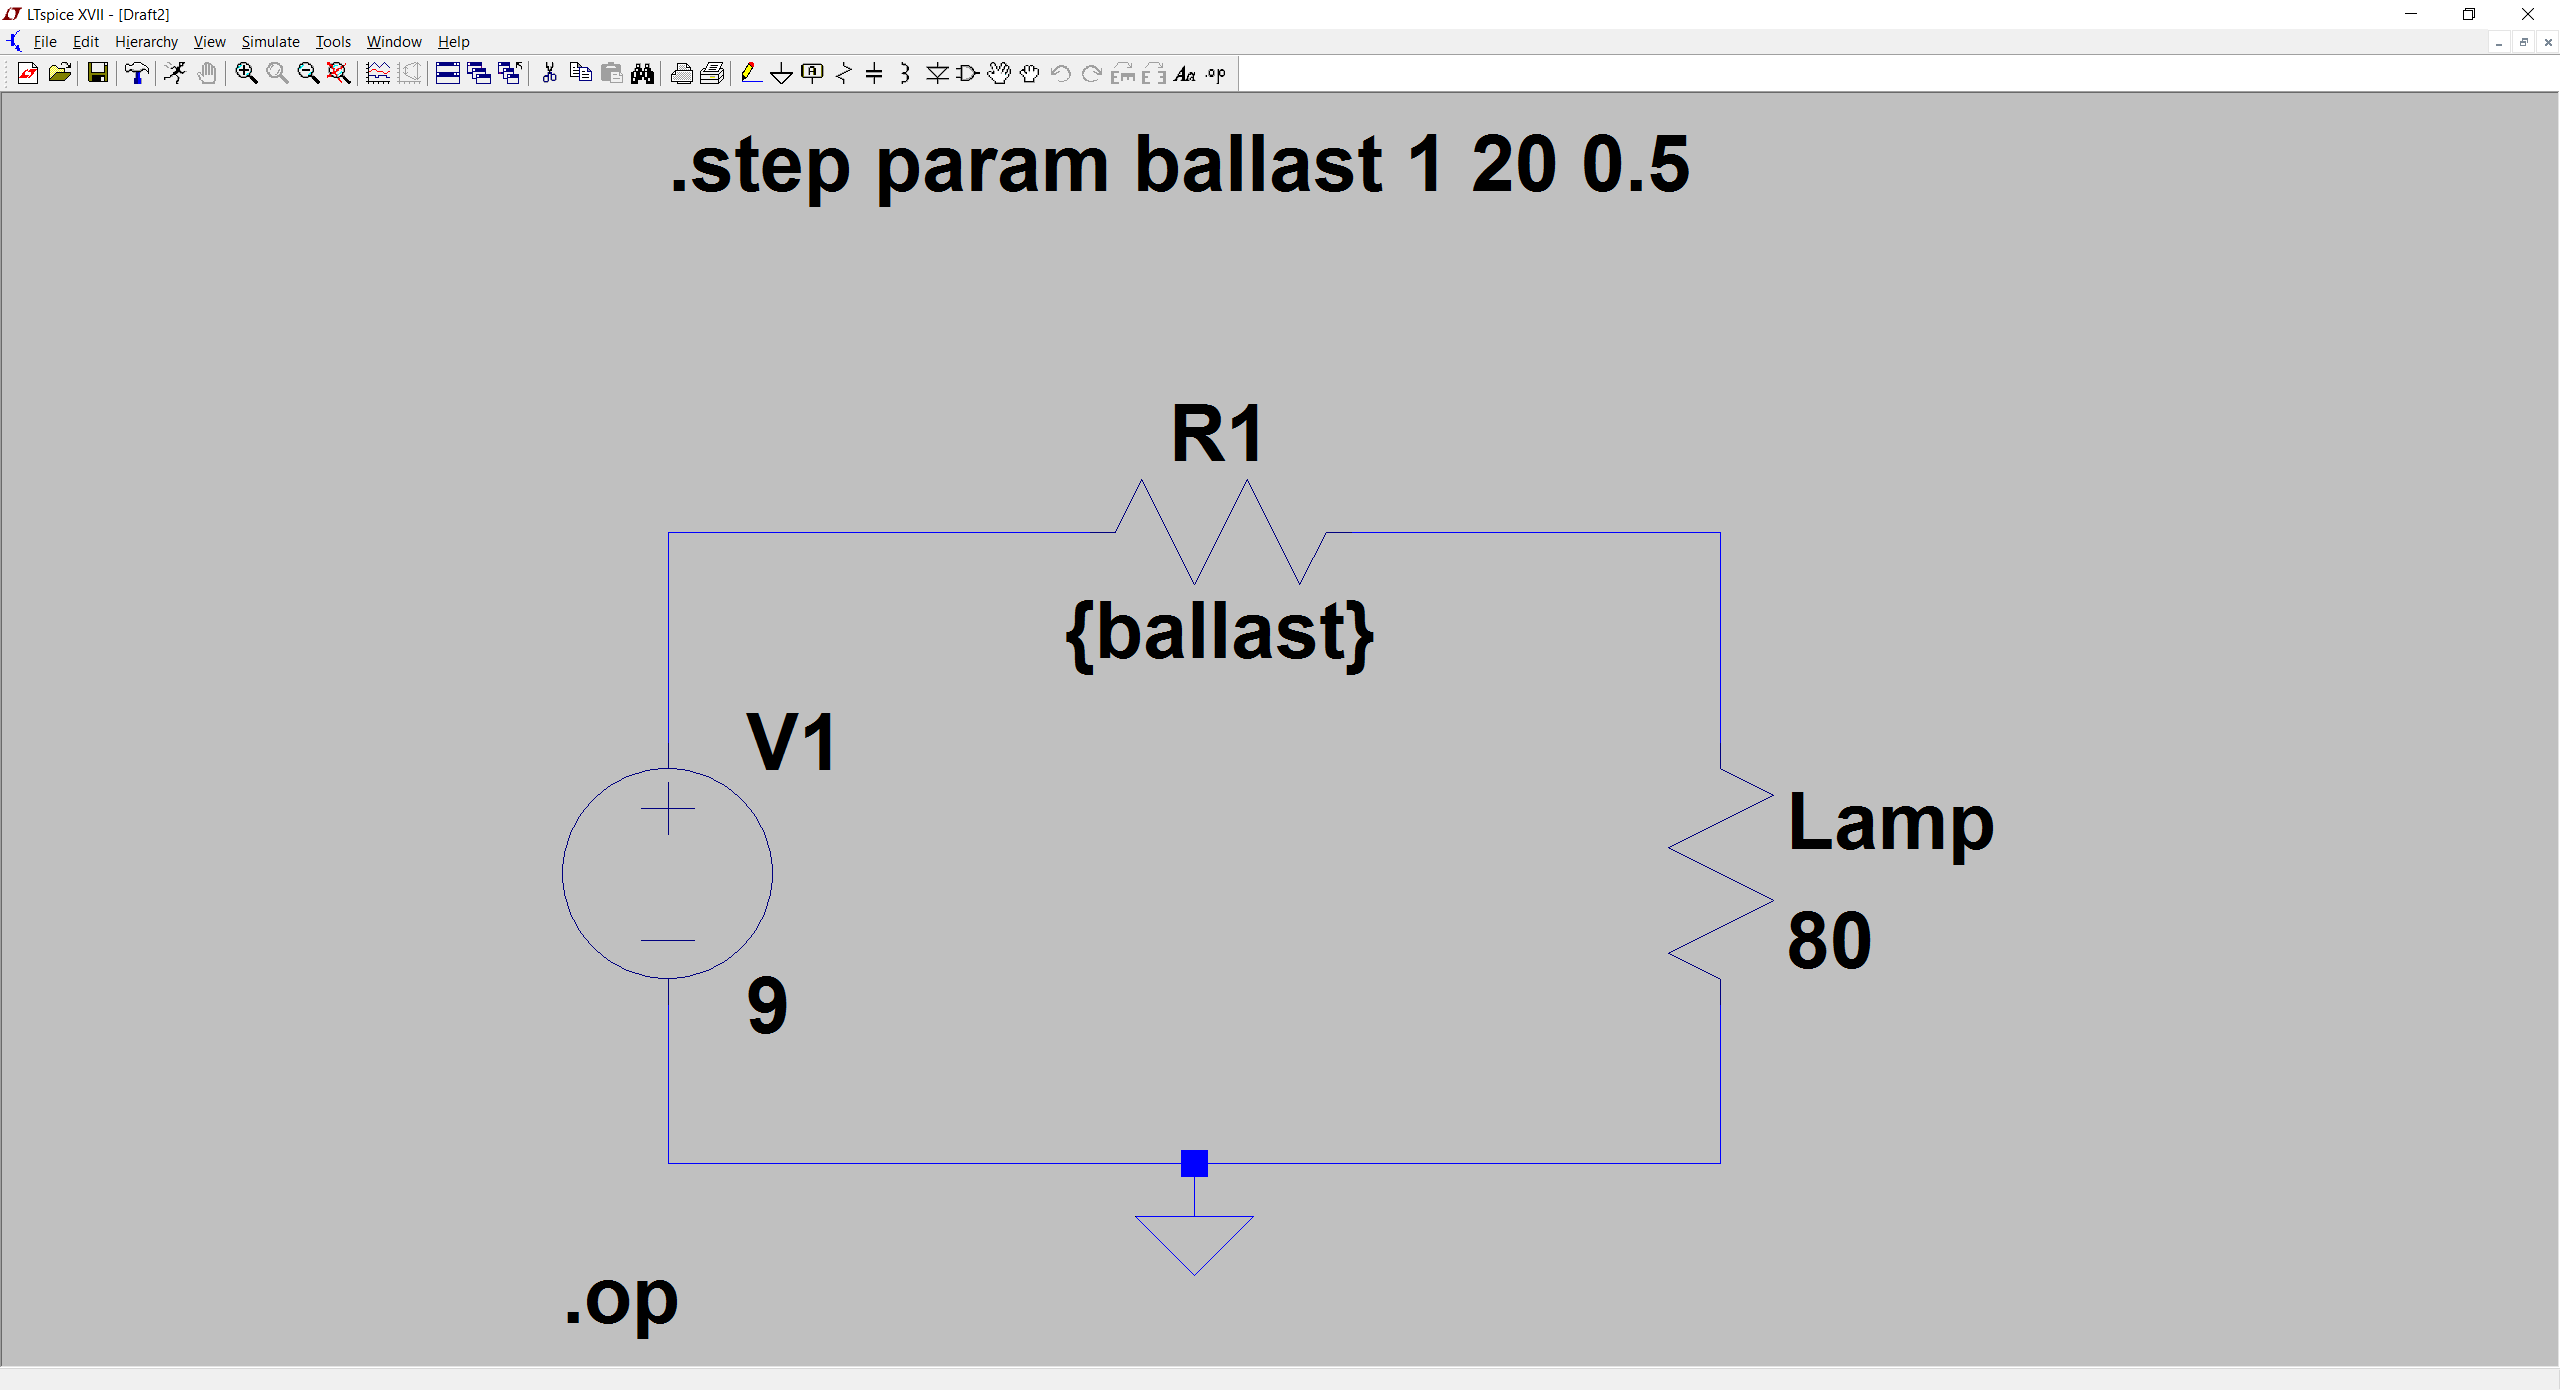 LTspice XVII - [Draft2]
File Edit Hierarchy View Simulate Tools Window Help
Aa .op
.step param ballast 1 20 0.5
R1
{ballast}
V1
9
Lamp
80
.op